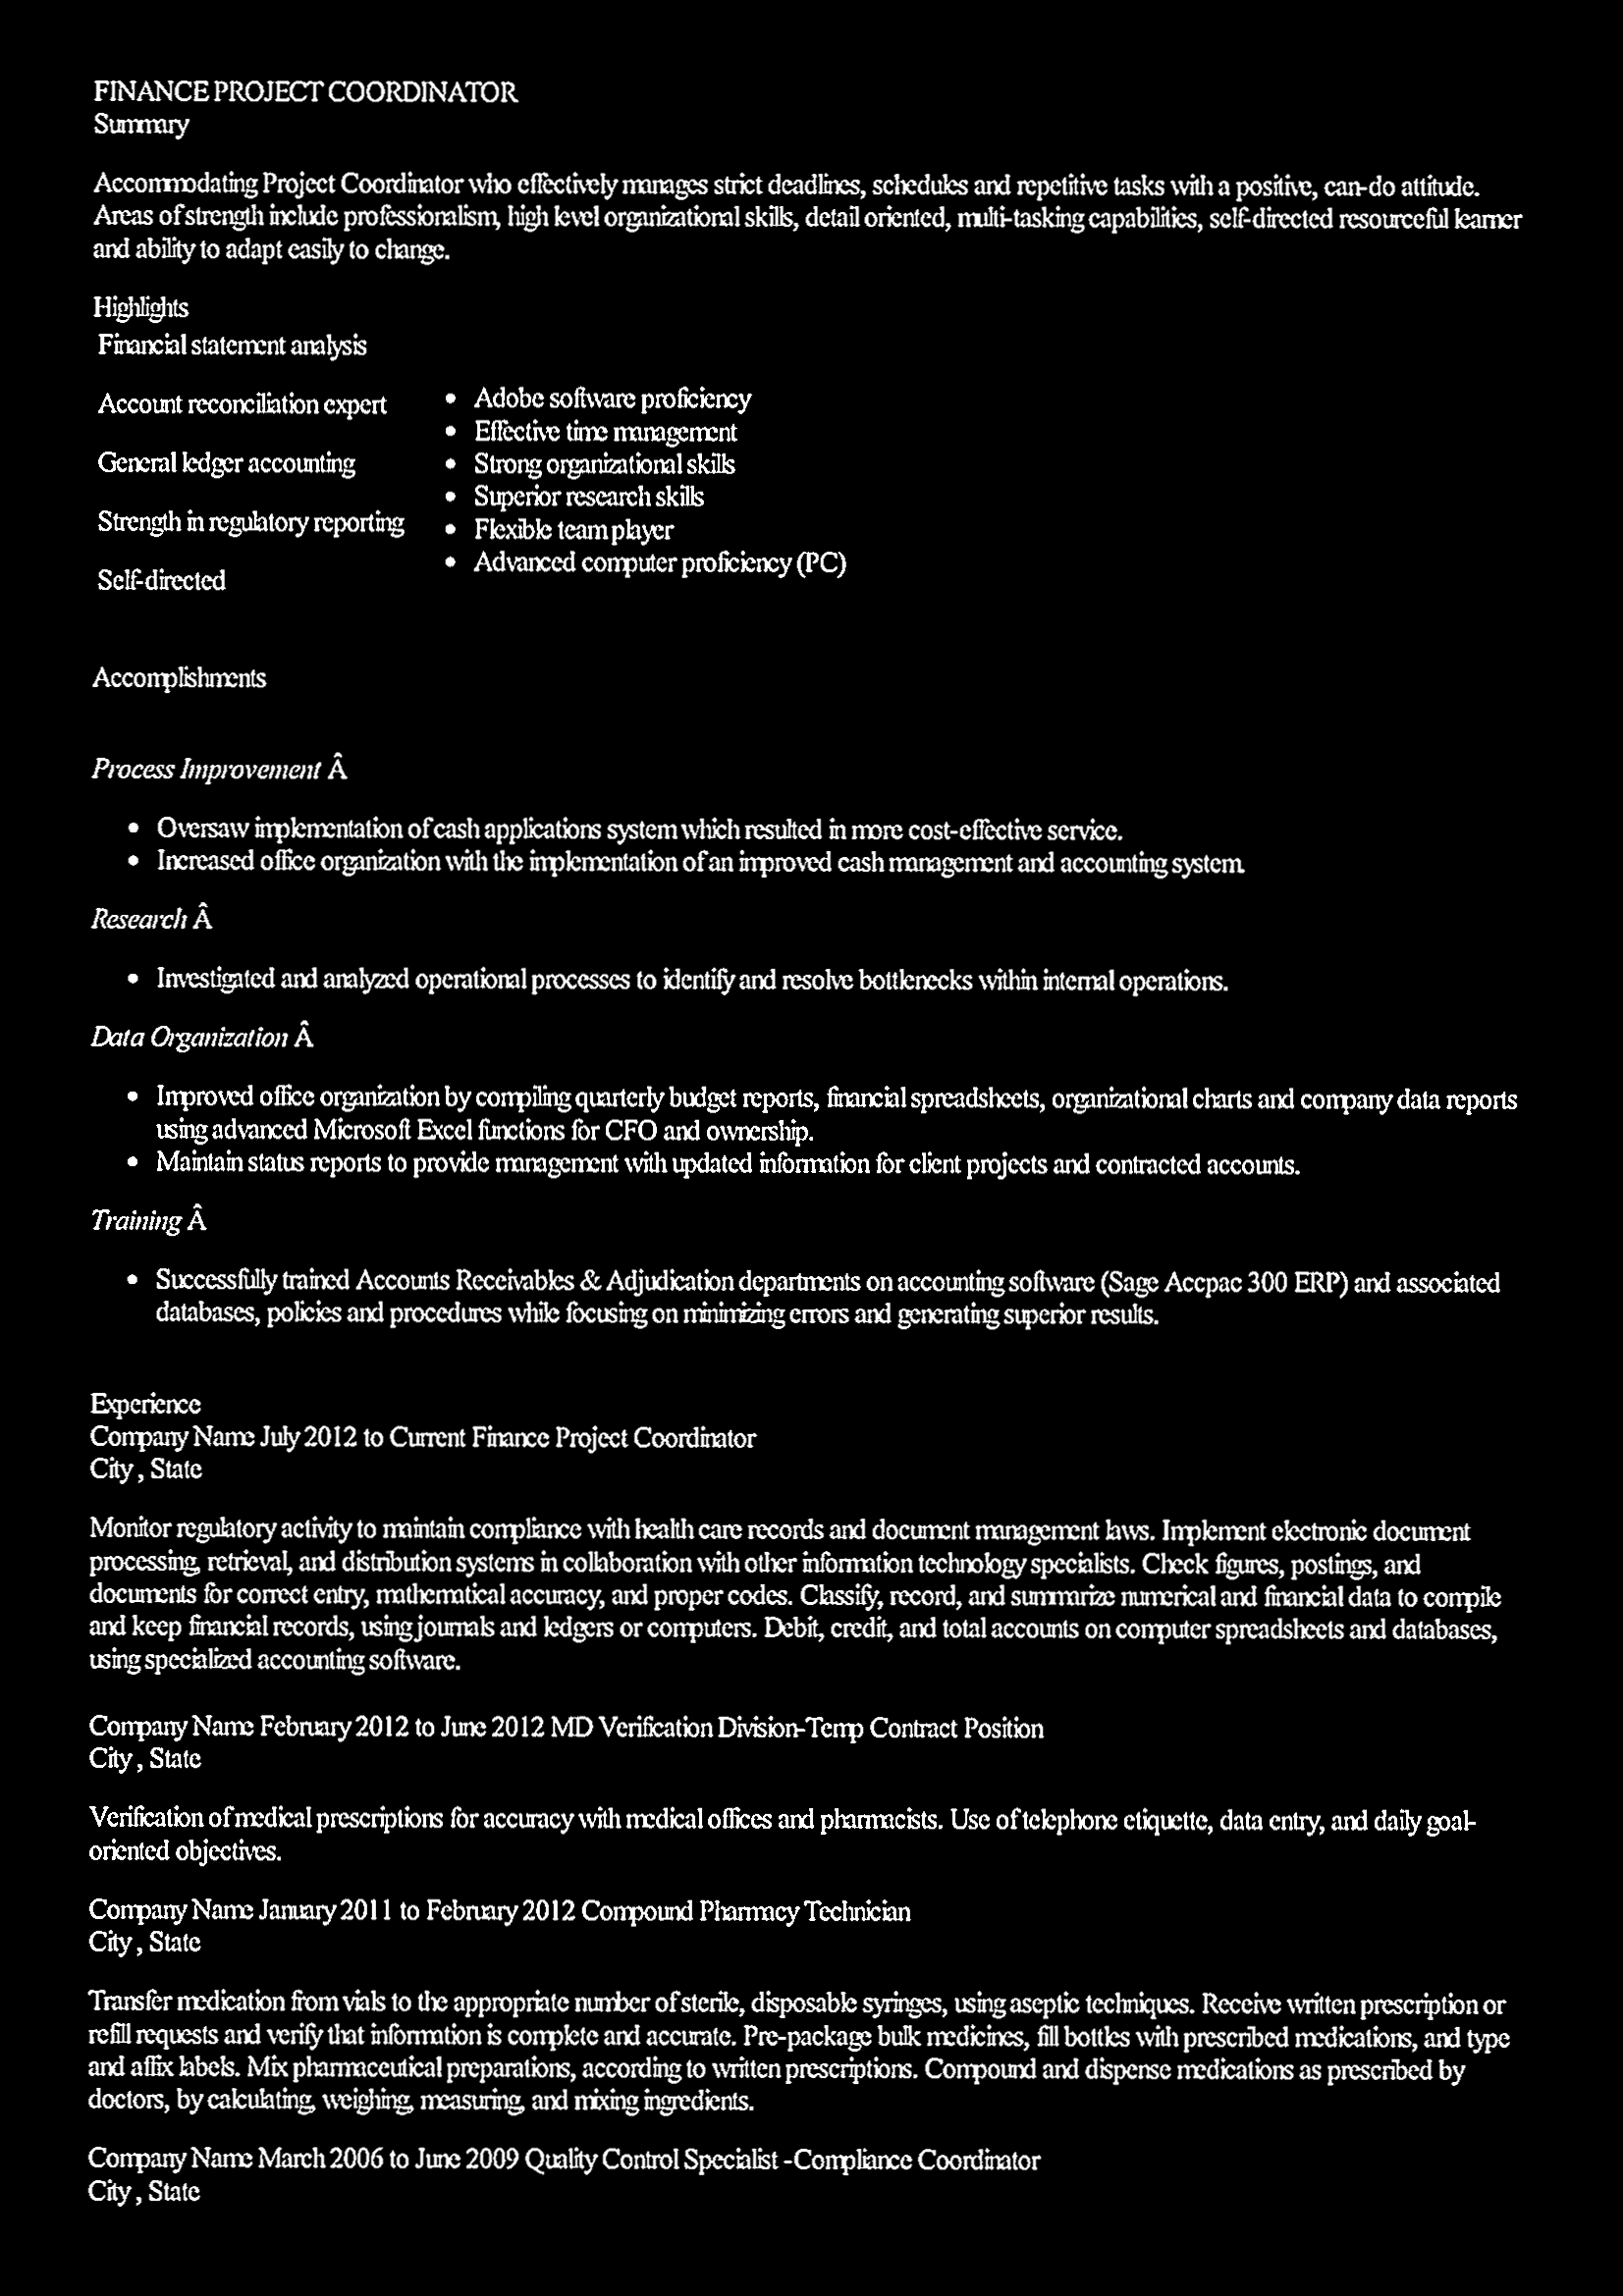 FINANCE PROJECT COORDINATOR
Summary
Accommodating Project Coordinator who effectively manages strict deadlines, schedules and repetitive tasks with a positive, can-do attitude.
Areas of strength include professionalism, high level organizational skills, detail oriented, multi-tasking capabilities, self-directed resourceful learner
and ability to adapt easily to change.
Highlights
Financial statement analysis
Account reconciliation expert
General ledger accounting
Strength in regulatory reporting
Self-directed
• Adobe software proficiency
• Effective time management
• Strong organizational skills
• Superior research skills
• Flexible team player
• Advanced computer proficiency (PC)
Accomplishments
Process Improvement Â
• Oversaw implementation of cash applications system which resulted in more cost-effective service.
• Increased office organization with the implementation of an improved cash management and accounting system.
Research Â
• Investigated and analyzed operational processes to identify and resolve bottlenecks within internal operations.
Data Organization Â
• Improved office organization by compiling quarterly budget reports, financial spreadsheets, organizational charts and company data reports
using advanced Microsoft Excel functions for CFO and ownership.
• Maintain status reports to provide management with updated information for client projects and contracted accounts.
Training Â
• Successfully trained Accounts Receivables & Adjudication departments on accounting software (Sage Accpac 300 ERP) and associated
databases, policies and procedures while focusing on minimizing errors and generating superior results.
Experience
Company Name July 2012 to Current Finance Project Coordinator
City , State
Monitor regulatory activity to maintain compliance with health care records and document management laws. Implement electronic document
processing, retrieval, and distribution systems in collaboration with other information technology specialists. Check figures, postings, and
documents for correct entry, mathematical accuracy, and proper codes. Classify, record, and summarize numerical and financial data to compile
and keep financial records, using journals and ledgers or computers. Debit, credit, and total accounts on computer spreadsheets and databases,
using specialized accounting software.
Company Name February 2012 to June 2012 MD Verification Division-Temp Contract Position
City , State
Verification of medical prescriptions for accuracy with medical offices and pharmacists. Use of telephone etiquette, data entry, and daily goal-
oriented objectives.
Company Name January 2011 to February 2012 Compound Pharmacy Technician
City , State
Transfer medication from vials to the appropriate number of sterile, disposable syringes, using aseptic techniques. Receive written prescription or
refill requests and verify that information is complete and accurate. Pre-package bulk medicines, fill bottles with prescribed medications, and type
and affix labels. Mix pharmaceutical preparations, according to written prescriptions. Compound and dispense medications as prescribed by
doctors, by calculating, weighing, measuring, and mixing ingredients.
Company Name March 2006 to June 2009 Quality Control Specialist -Compliance Coordinator
City , State